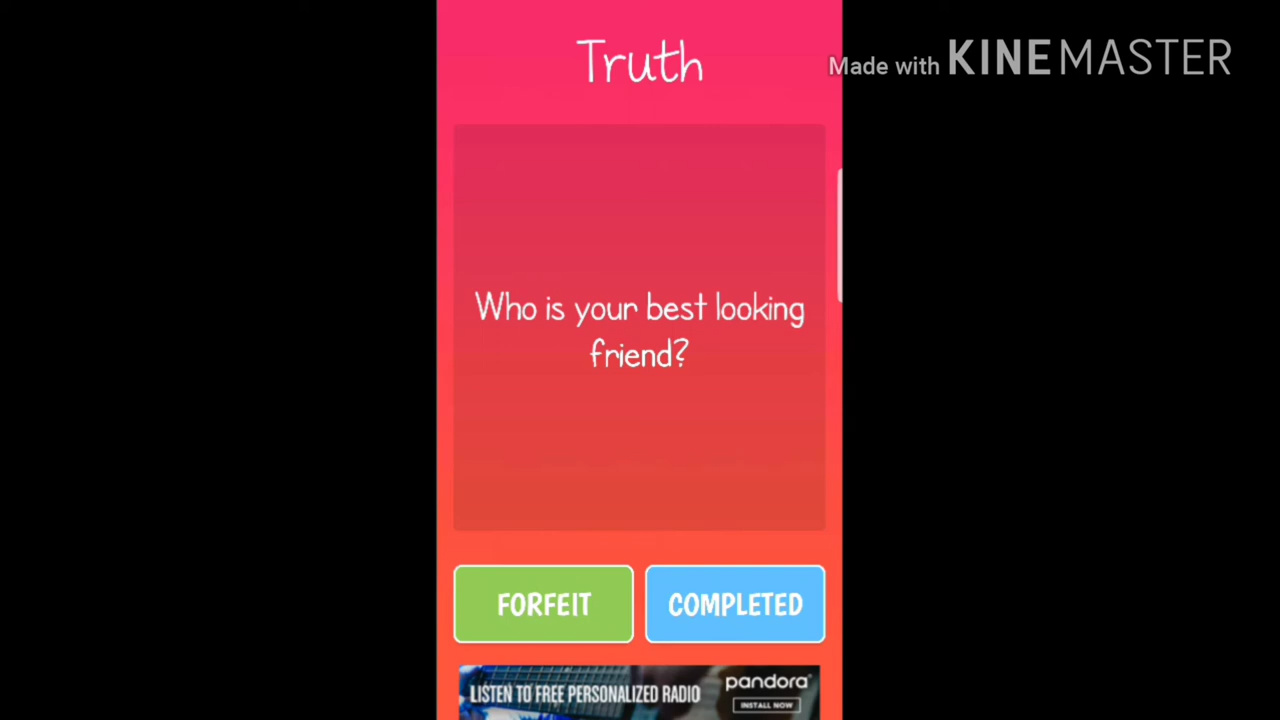 Truth
Made with KINEMASTER
Who is your best looking
friend?
FORFEIT
COMPLETED
LISTEN TO FREE PERSONALIZED RADIO
pandora
INSTALL NOW